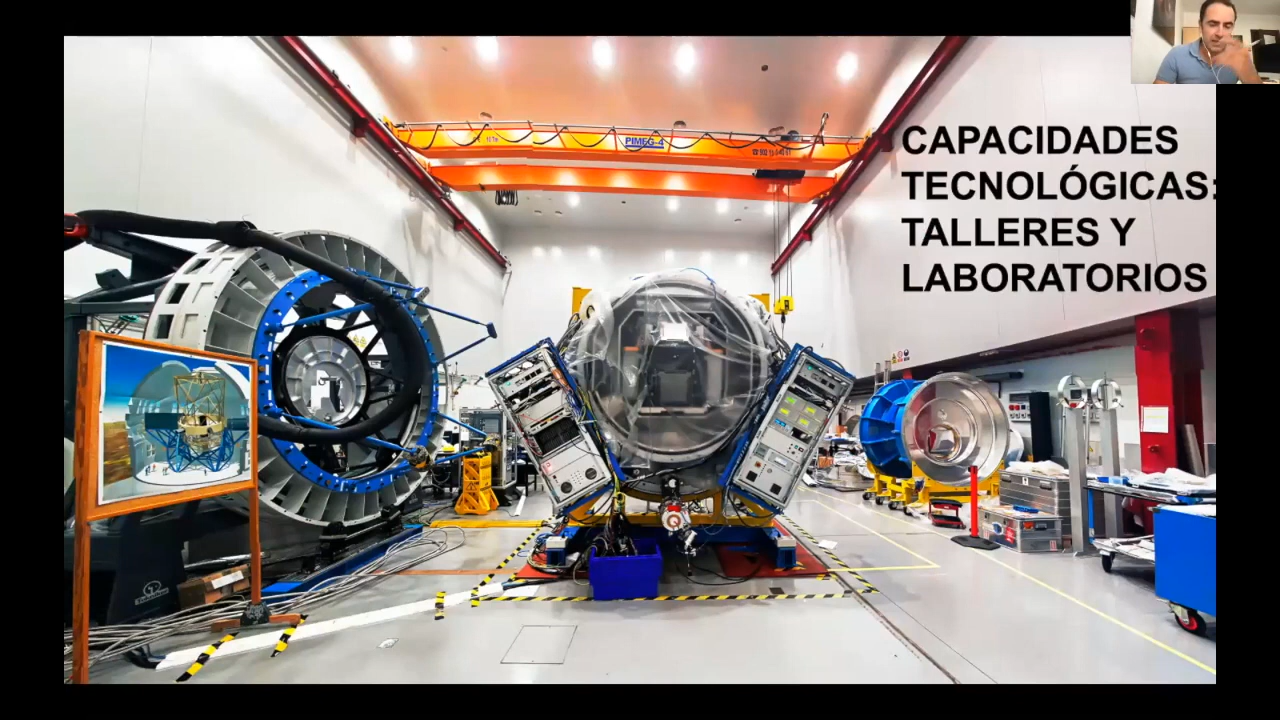 CAPACIDADES
TECNOLÓGICAS:
TALLERES Y
LABORATORIOS
PIMEG-4